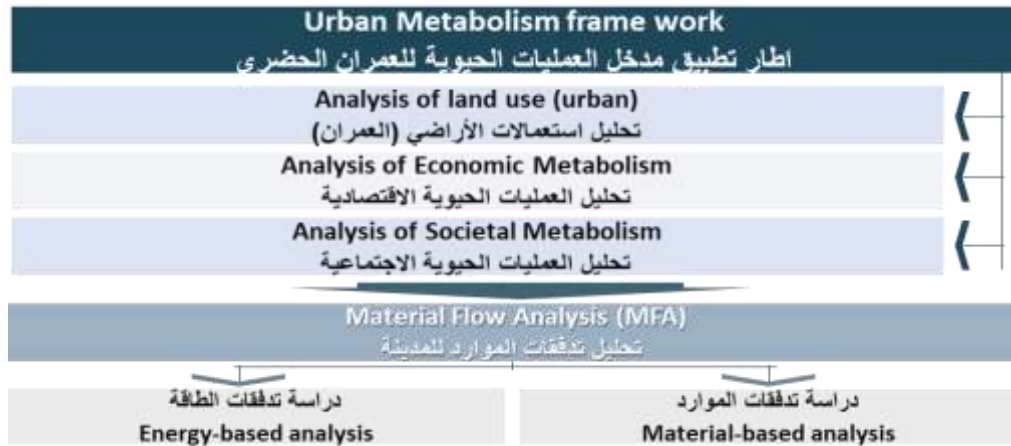 Urban Metabolism frame work
اطار تطبيق مدخل العمليات الحيوية للعمران الحضري
Analysis of land use (urban)
تحليل استعمالات الأراضي (العمران)
Analysis of Economic Metabolism
تحليل العمليات الحيوية الاقتصادية
Analysis of Societal Metabolism
تحليل العمليات الحيوية الاجتماعية
Material Flow Analysis (MFA)
تحليل تدفقات الموارد للمدينة
دراسة تدفقات الطاقة
Energy-based analysis
دراسة تدفقات الموارد
Material-based analysis